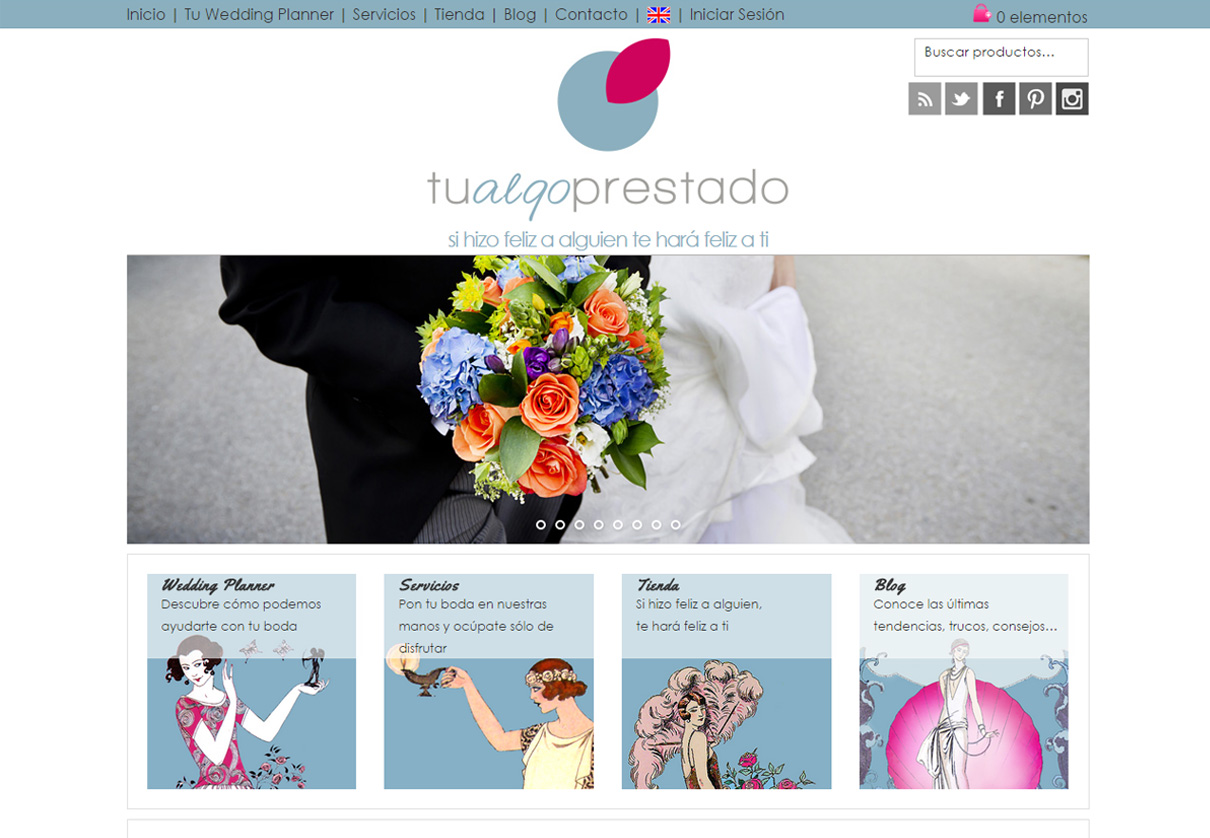 Inicio | Tu Wedding Planner | Servicios | Tienda | Blog | Contacto | | Iniciar Sesión
0 elementos
Buscar productos...
tualgoprestado
si hizo feliz a alguien te hará feliz a ti
Wedding Planner
Descubre cómo podemos
ayudarte con tu boda
Servicios
Pon tu boda en nuestras
manos y ocúpate sólo de
disfrutar
Tienda
Si hizo feliz a alguien,
te hará feliz a ti
Blog
Conoce las últimas
tendencias, trucos, consejos...